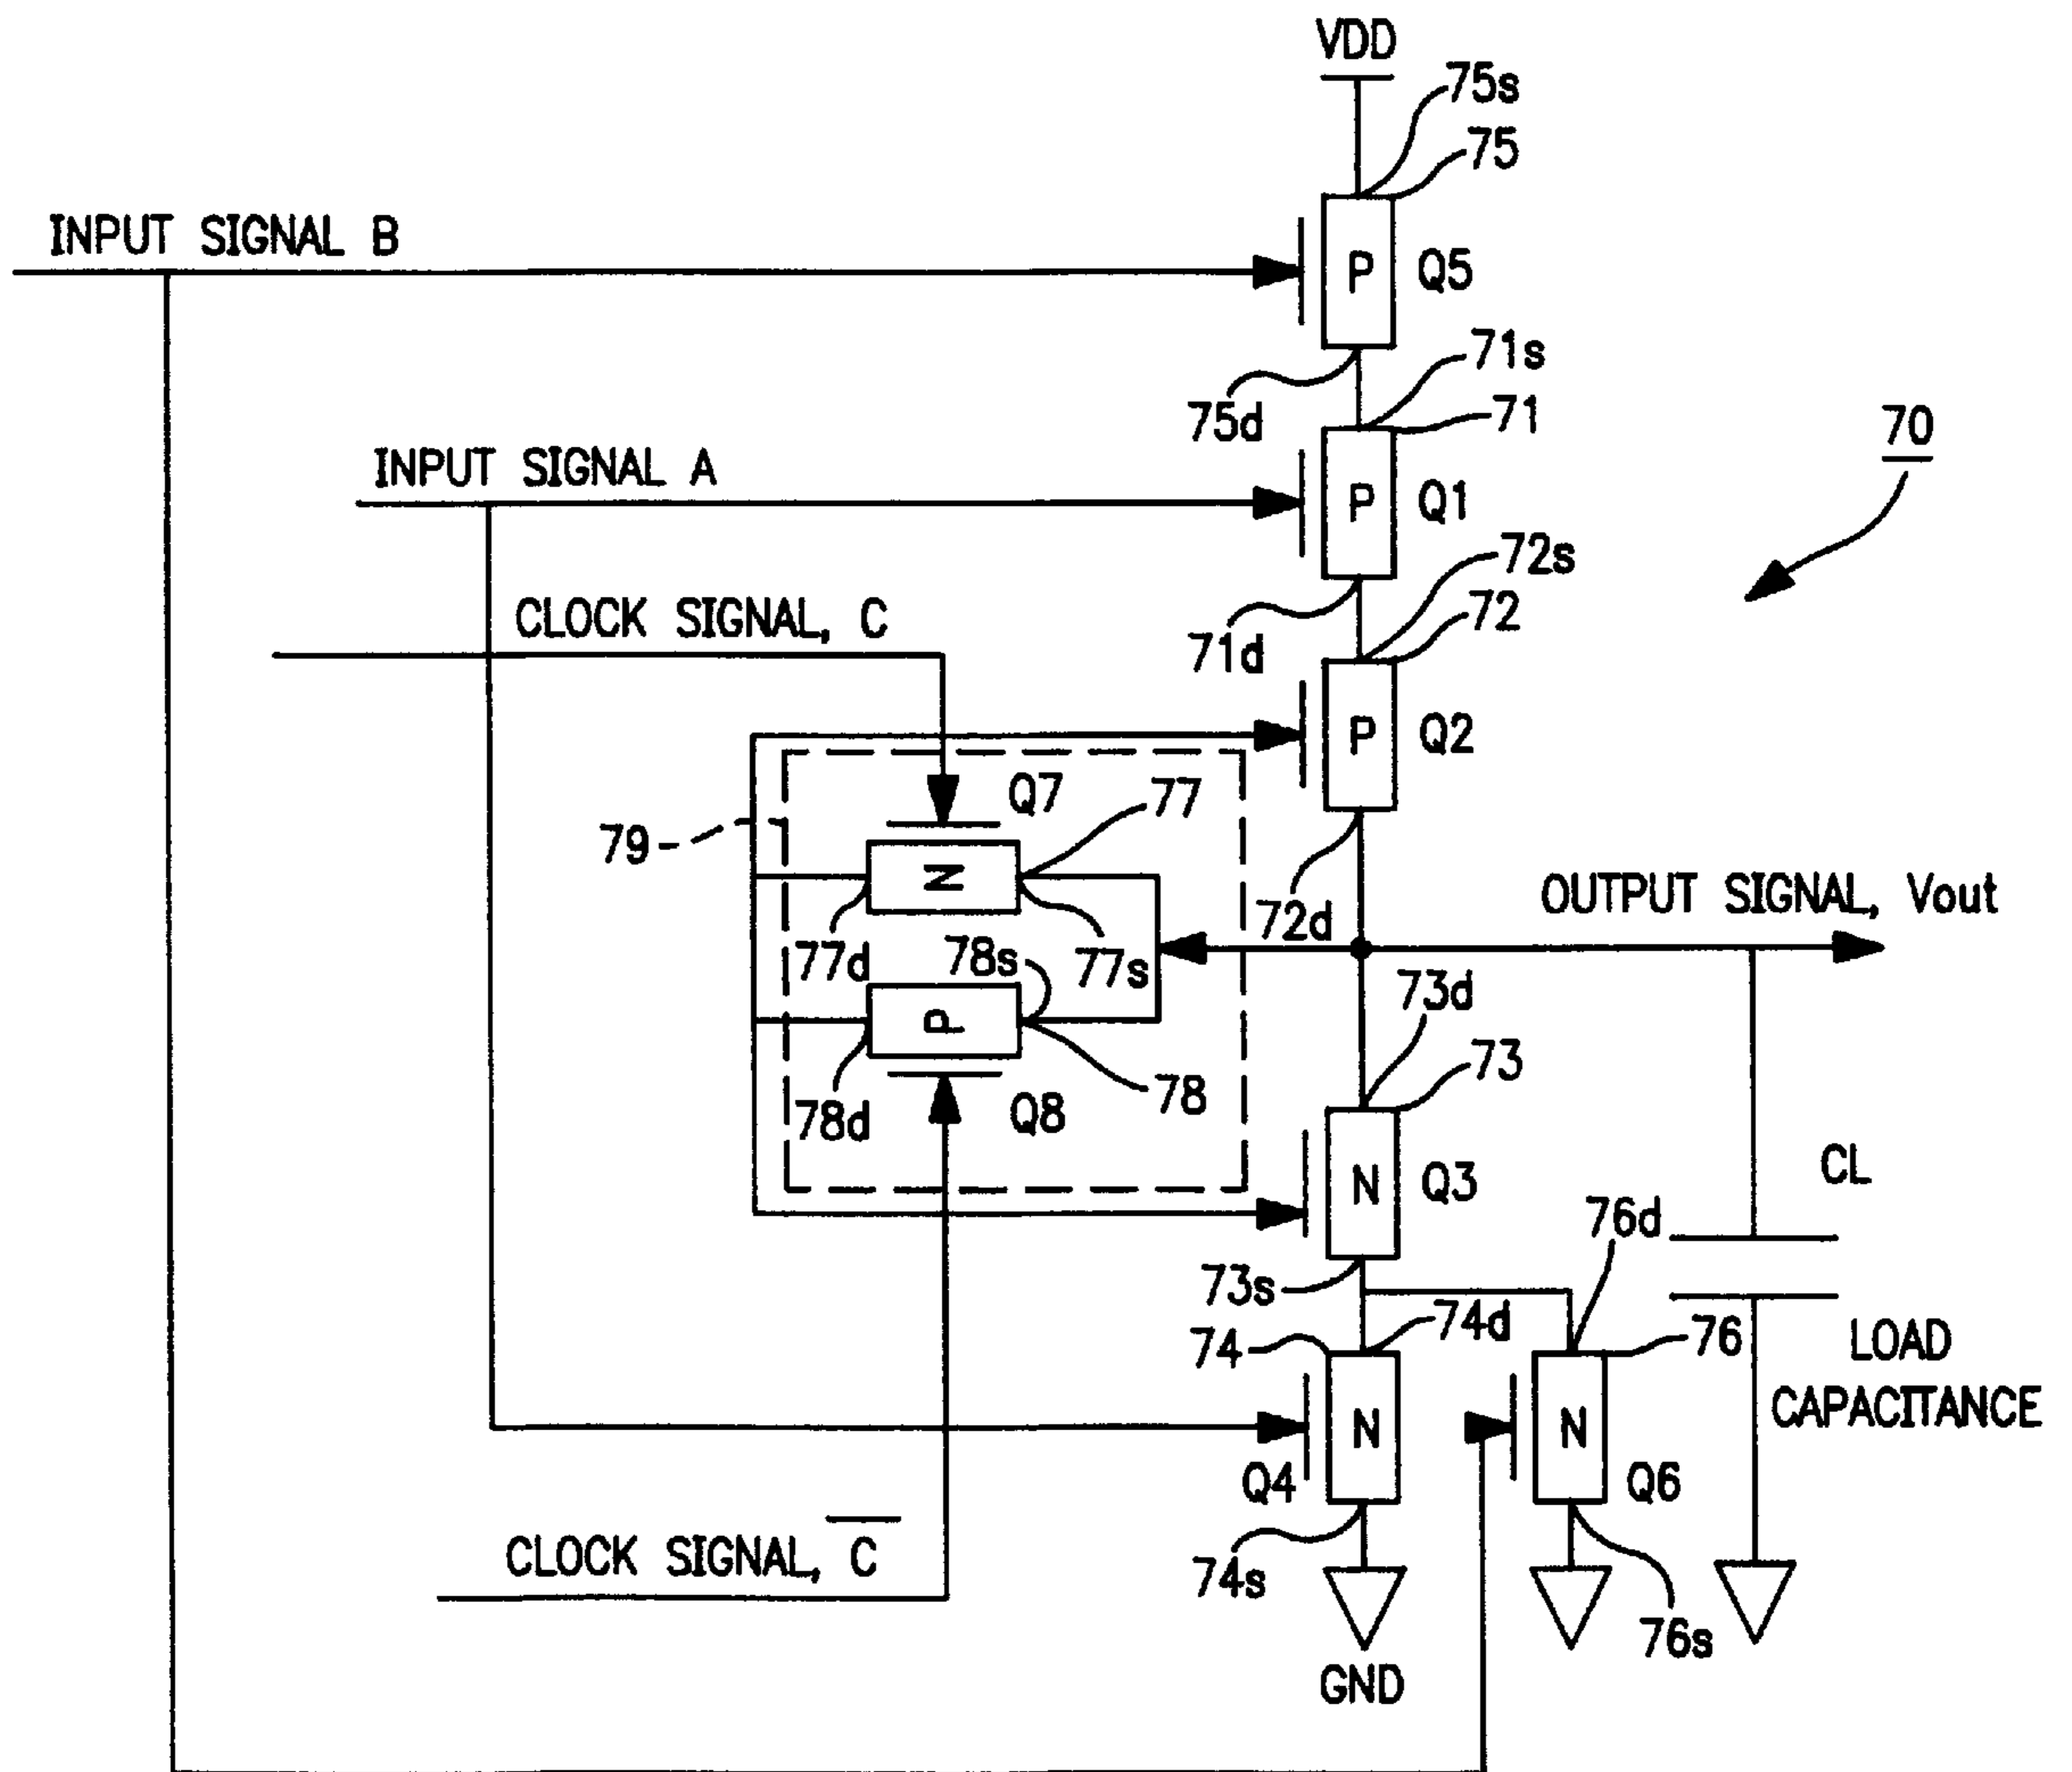 VDD
75s
75
INPUT SIGNAL B
P
Q5
71s
75d
71
70
INPUT SIGNAL A
P
Q1
72s
CLOCK SIGNAL, C
72
71d
P
Q2
Q7
77
79
N
OUTPUT SIGNAL, Vout
72d
77d
78s
77s
73d
P
73
78
78d
Q8
CL
N
Q3
76d
73s
74d
74
76
LOAD
CAPACITANCE
N
N
Q4
Q6
CLOCK SIGNAL, C̅
74s
76s
GND